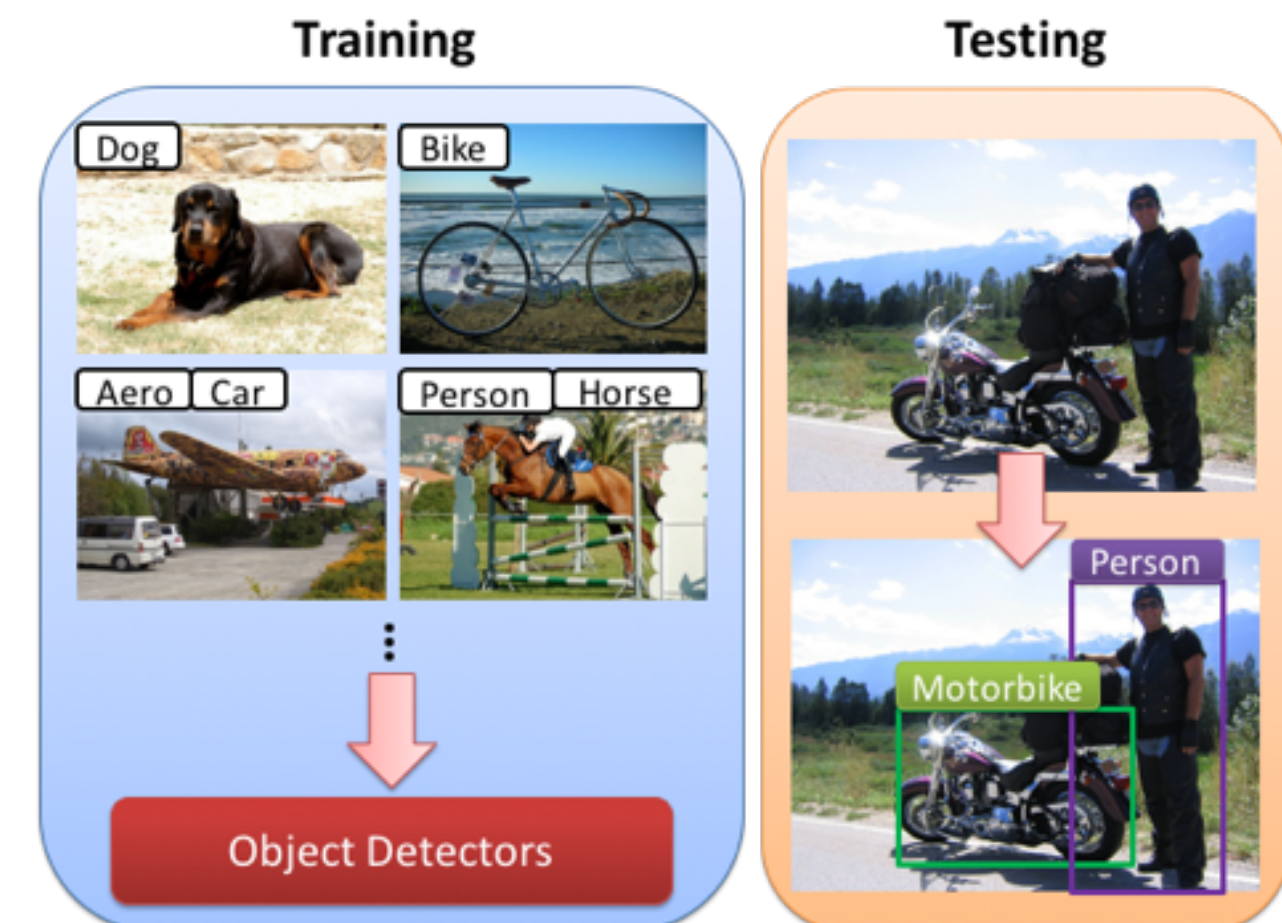 Training
Testing
Dog
Bike
Aero Car
Person Horse
Object Detectors
Person
Motorbike